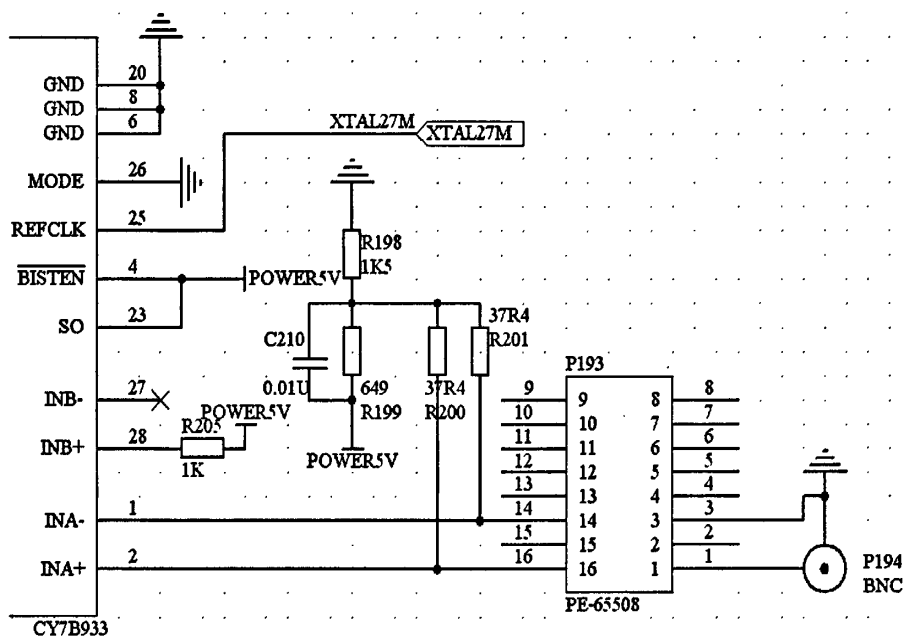 GND 20
GND 8
GND 6
XTAL27M XTAL27M
MODE 26
REFCLK 25
R198
1K5
BISTEN 4
POWER5V
SO 23
37R4
R201
C210
0.01U
649
R199
37R4
R200
P193
INB- 27
POWER5V
R205
INB+ 28
1K
POWER5V
9 9 8 8
10 10 7 7
11 11 6 6
12 12 5 5
13 13 4 4
INA- 1
14 14 3 3
15 15 2 2
INA+ 2
16 16 1 1
P194
BNC
PE-65508
CY7B933